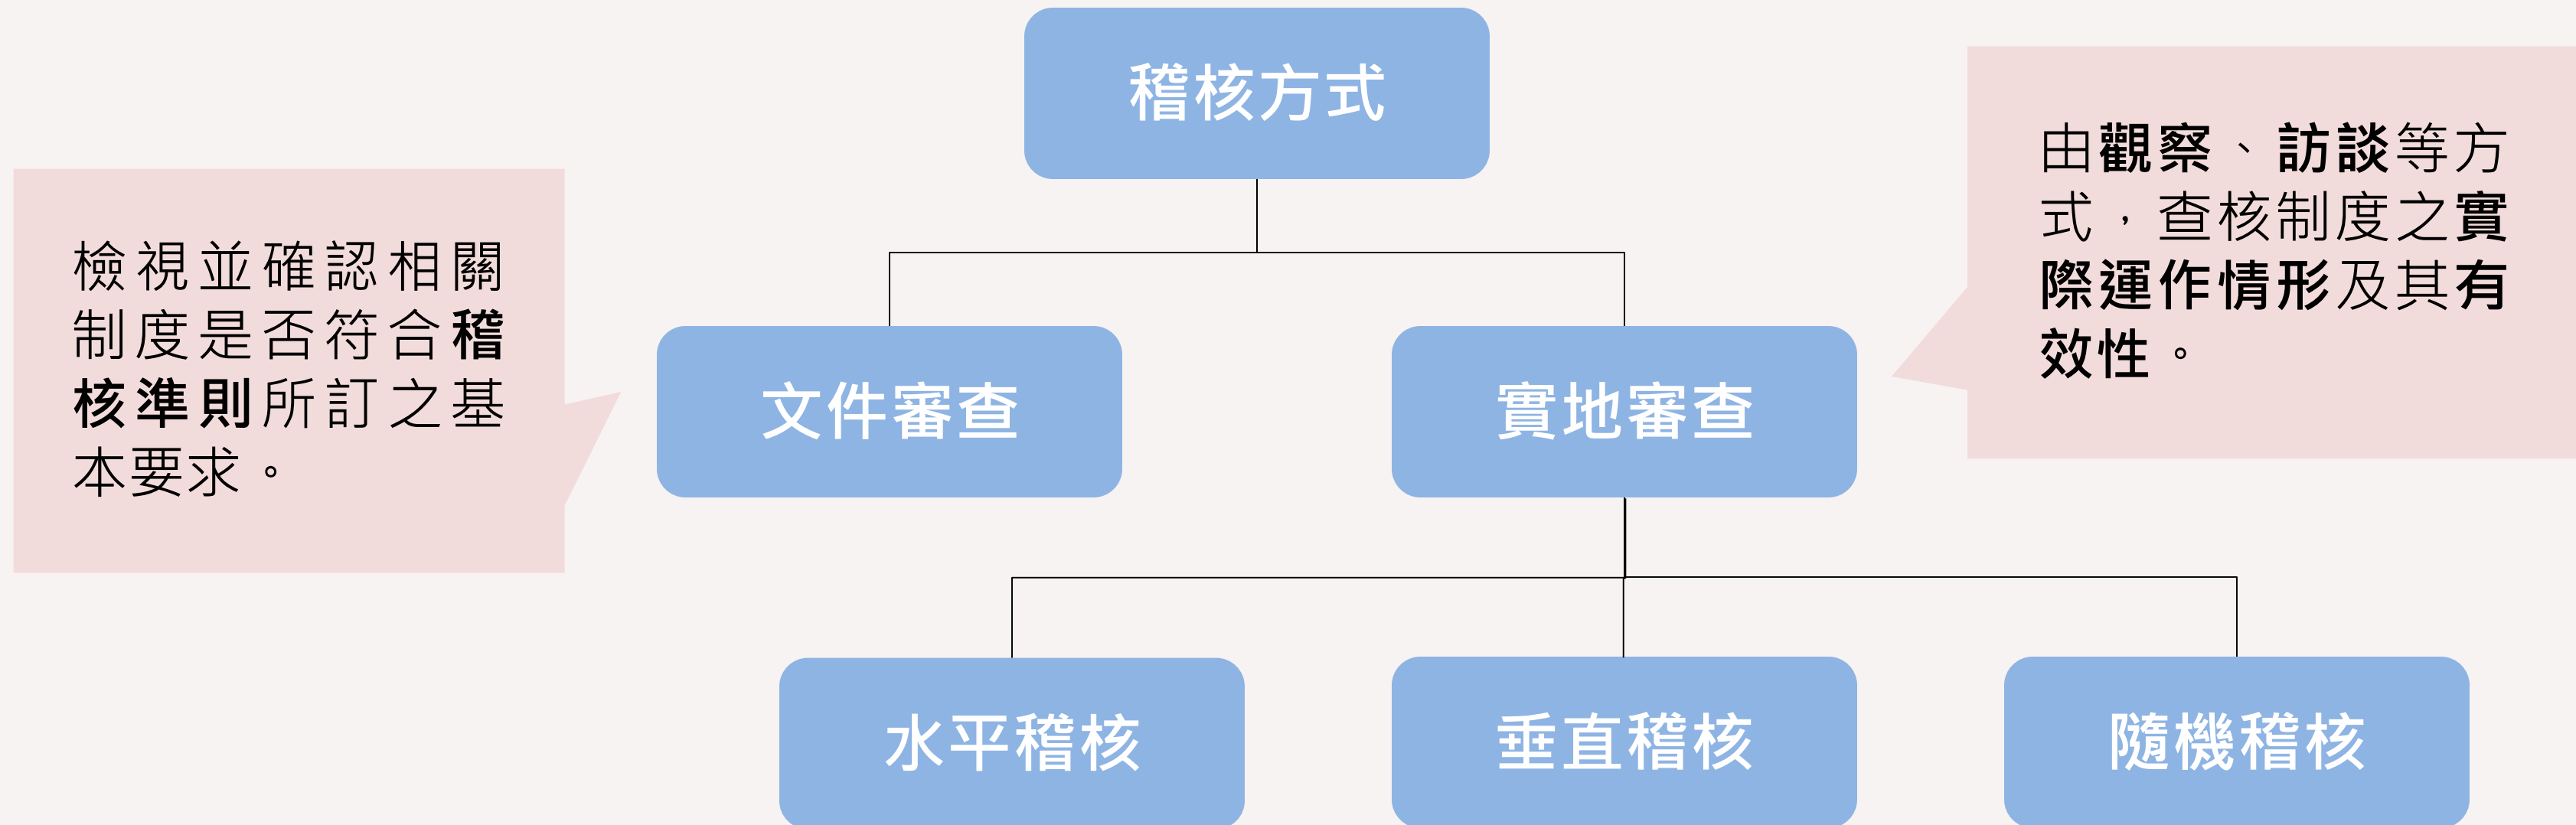 稽核方式
檢視並確認相關
制度是否符合稽
核準則所訂之基
本要求。
由觀察、訪談等方
式，查核制度之實
際運作情形及其有
效性。
文件審查
實地審查
水平稽核
垂直稽核
隨機稽核